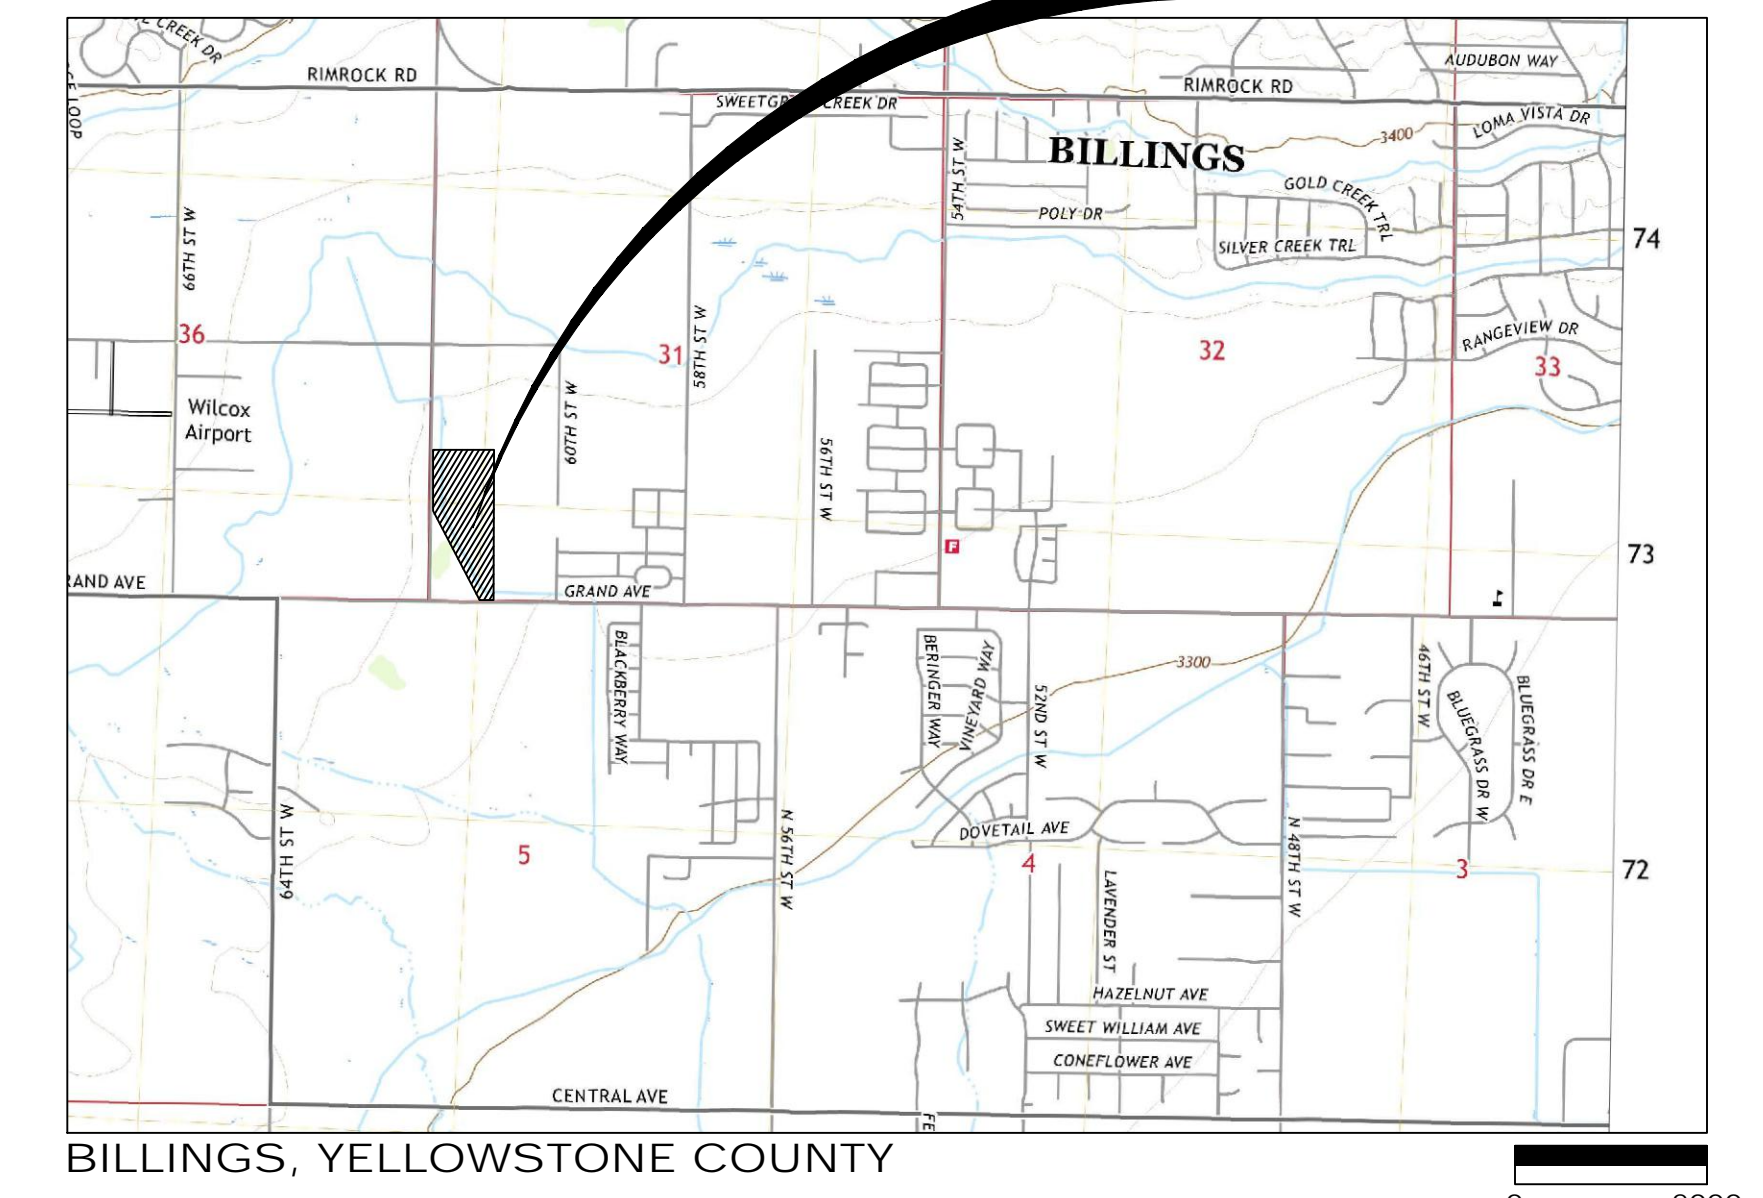 CREEK DR
RIMROCK RD
SWEETGR CREEK DR
RIMROCK RD
AUDUBON WAY
LOOP
LOMA VISTA DR
3400
BILLINGS
54TH ST W
POLY DR
GOLD CREEK TRL
SILVER CREEK TRL
74
66TH ST W
36
31
58TH ST W
32
RANGEVIEW DR
33
Wilcox
Airport
60TH ST W
56TH ST W
F
73
RAND AVE
GRAND AVE
BLACKBERRY WAY
BERINGER WAY
VINEYARD WAY
52ND ST W
3300
46TH ST W
BLUEGRASS DR W
BLUEGRASS DR E
64TH ST W
5
N 56TH ST W
DOVETAIL AVE
4
N 48TH ST W
3
72
LAVENDER ST
HAZELNUT AVE
SWEET WILLIAM AVE
CONEFLOWER AVE
CENTRAL AVE
FE
BILLINGS, YELLOWSTONE COUNTY